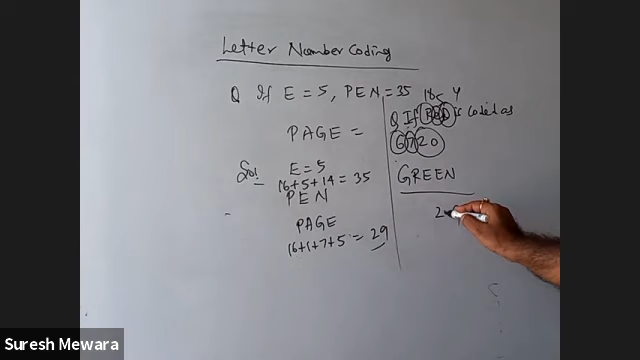 Letter Number Coding
Q If E = 5, PEN = 35
PAGE =
Sol E = 5
16+5+14 = 35
PEN
PAGE
16+1+7+5 = 29
18 4
Q If RED is coded as
6720
GREEN
2
Suresh Mewara